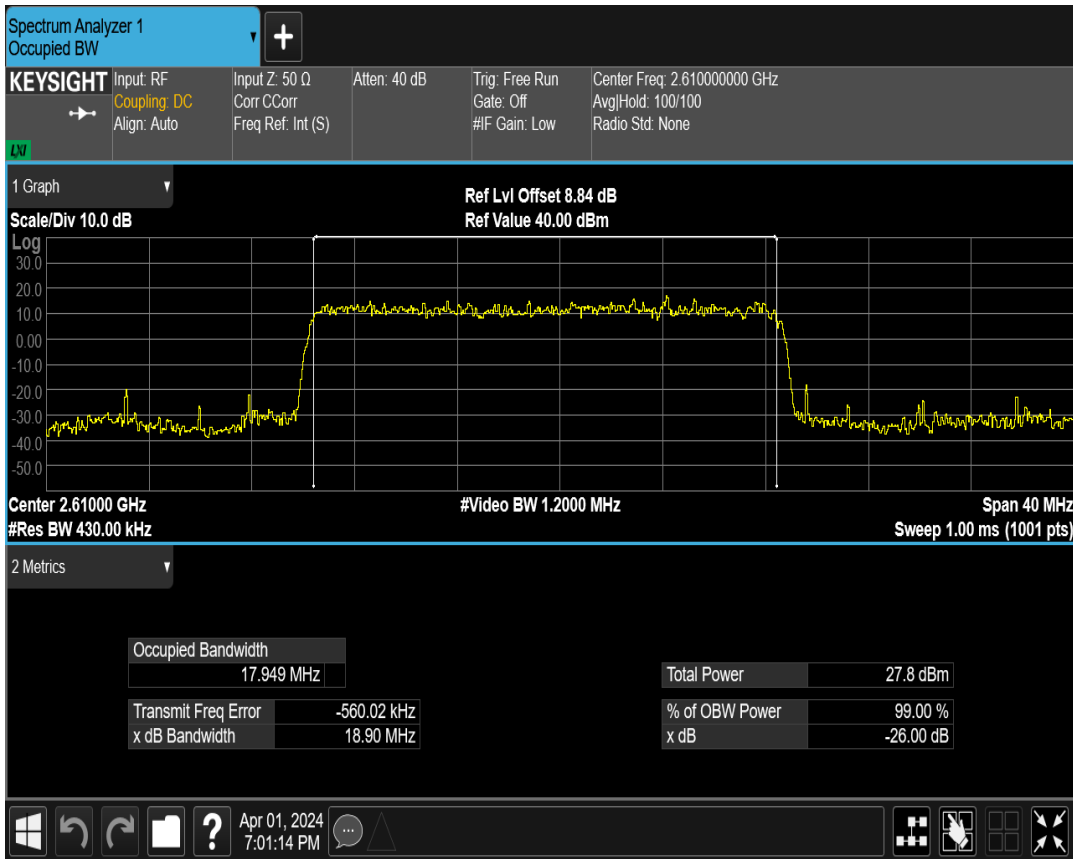 Spectrum Analyzer 1
Occupied BW
+
KEYSIGHT
LXI
Input: RF
Coupling: DC
Align: Auto
Input Z: 50 Ω
Corr CCorr
Freq Ref: Int (S)
Atten: 40 dB
Trig: Free Run
Gate: Off
#IF Gain: Low
Center Freq: 2.610000000 GHz
Avg|Hold: 100/100
Radio Std: None
1 Graph
Ref Lvl Offset 8.84 dB
Scale/Div 10.0 dB
Ref Value 40.00 dBm
Log
30.0
20.0
10.0
0.00
-10.0
-20.0
-30.0
-40.0
-50.0
Center 2.61000 GHz
#Video BW 1.2000 MHz
Span 40 MHz
#Res BW 430.00 kHz
Sweep 1.00 ms (1001 pts)
2 Metrics
Occupied Bandwidth
17.949 MHz
Total Power 27.8 dBm
Transmit Freq Error -560.02 kHz
% of OBW Power 99.00 %
x dB Bandwidth 18.90 MHz
x dB -26.00 dB
?
Apr 01, 2024
7:01:14 PM